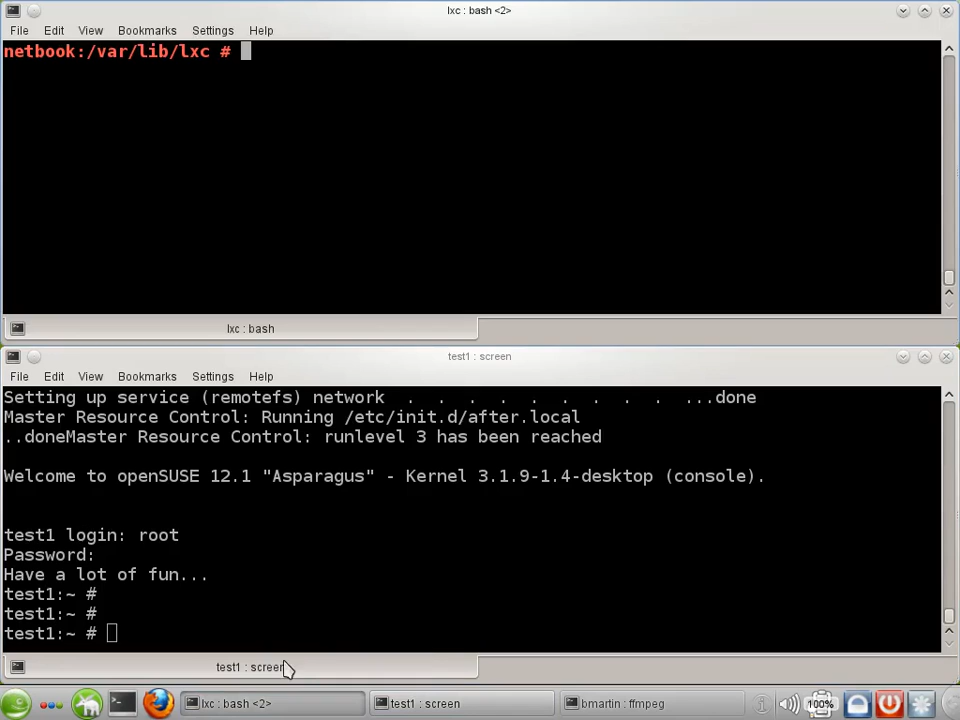 lxc : bash <2>
File Edit View Bookmarks Settings Help
netbook:/var/lib/lxc #
lxc : bash
test1 : screen
File Edit View Bookmarks Settings Help
Setting up service (remotefs) network  .  .  .  .  .  .  .  .  . ...done
Master Resource Control: Running /etc/init.d/after.local
..doneMaster Resource Control: runlevel 3 has been reached
Welcome to openSUSE 12.1 "Asparagus" - Kernel 3.1.9-1.4-desktop (console).
test1 login: root
Password:
Have a lot of fun...
test1:~ #
test1:~ #
test1:~ #
test1 : screen
lxc : bash <2> test1 : screen bmartin : ffmpeg 100%